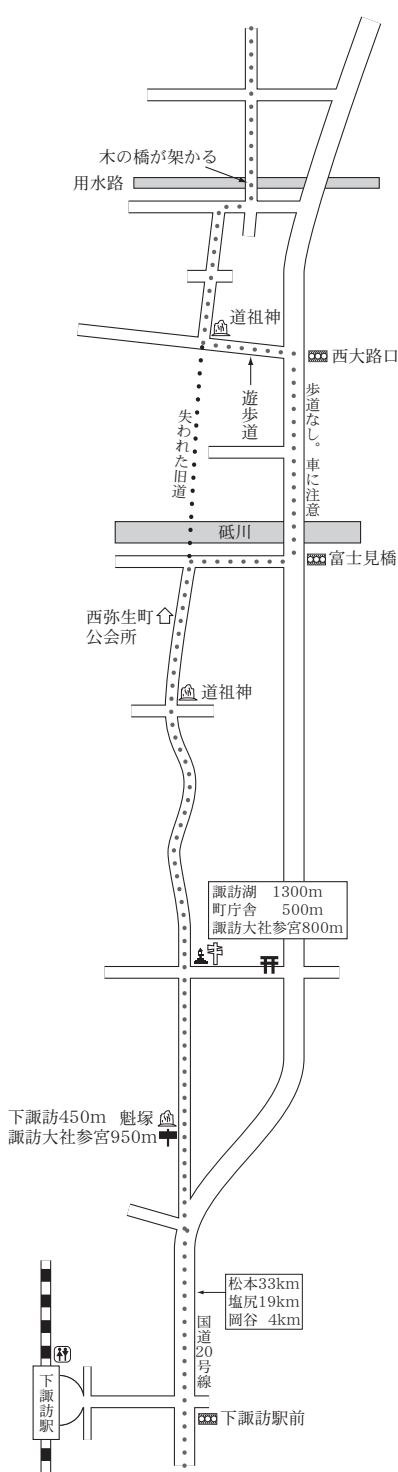 木の橋が架かる
用水路
道祖神
西大路口
遊歩道
失われた旧道
歩道なし。車に注意
砥川
富士見橋
西弥生町
公会所
道祖神
諏訪湖 1300m
町庁舎 500m
諏訪大社参宮800m
下諏訪450m 魁塚
諏訪大社参宮950m
松本33km
塩尻19km
岡谷 4km
国道20号線
下諏訪駅
下諏訪駅前